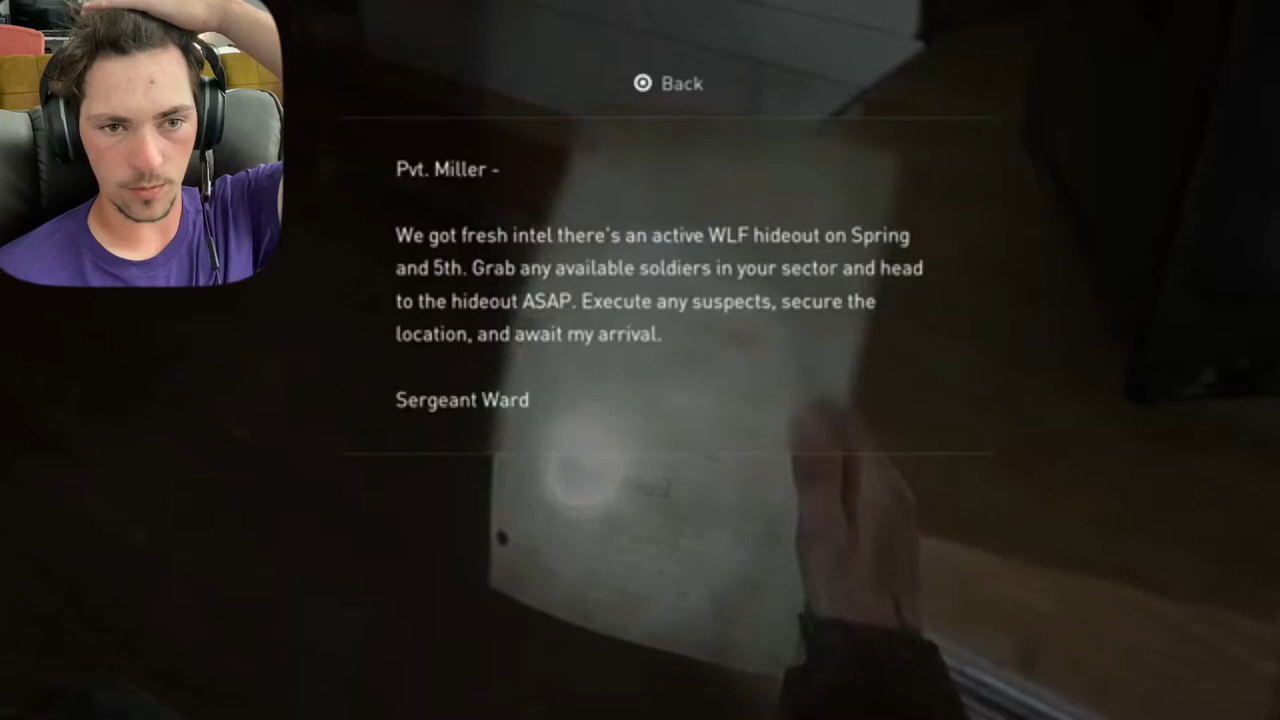 Back
Pvt. Miller -
We got fresh intel there's an active WLF hideout on Spring
and 5th. Grab any available soldiers in your sector and head
to the hideout ASAP. Execute any suspects, secure the
location, and await my arrival.
Sergeant Ward